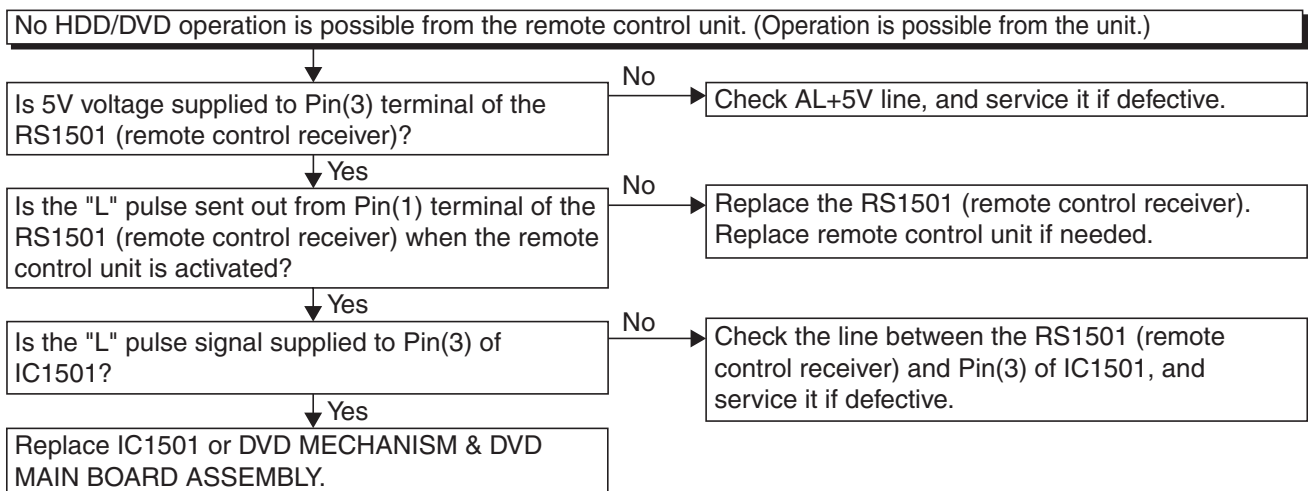 No HDD/DVD operation is possible from the remote control unit. (Operation is possible from the unit.)
No
Is 5V voltage supplied to Pin(3) terminal of the
RS1501 (remote control receiver)?
Check AL+5V line, and service it if defective.
Yes
No
Is the "L" pulse sent out from Pin(1) terminal of the
RS1501 (remote control receiver) when the remote
control unit is activated?
Replace the RS1501 (remote control receiver).
Replace remote control unit if needed.
Yes
No
Is the "L" pulse signal supplied to Pin(3) of
IC1501?
Check the line between the RS1501 (remote
control receiver) and Pin(3) of IC1501, and
service it if defective.
Yes
Replace IC1501 or DVD MECHANISM & DVD
MAIN BOARD ASSEMBLY.